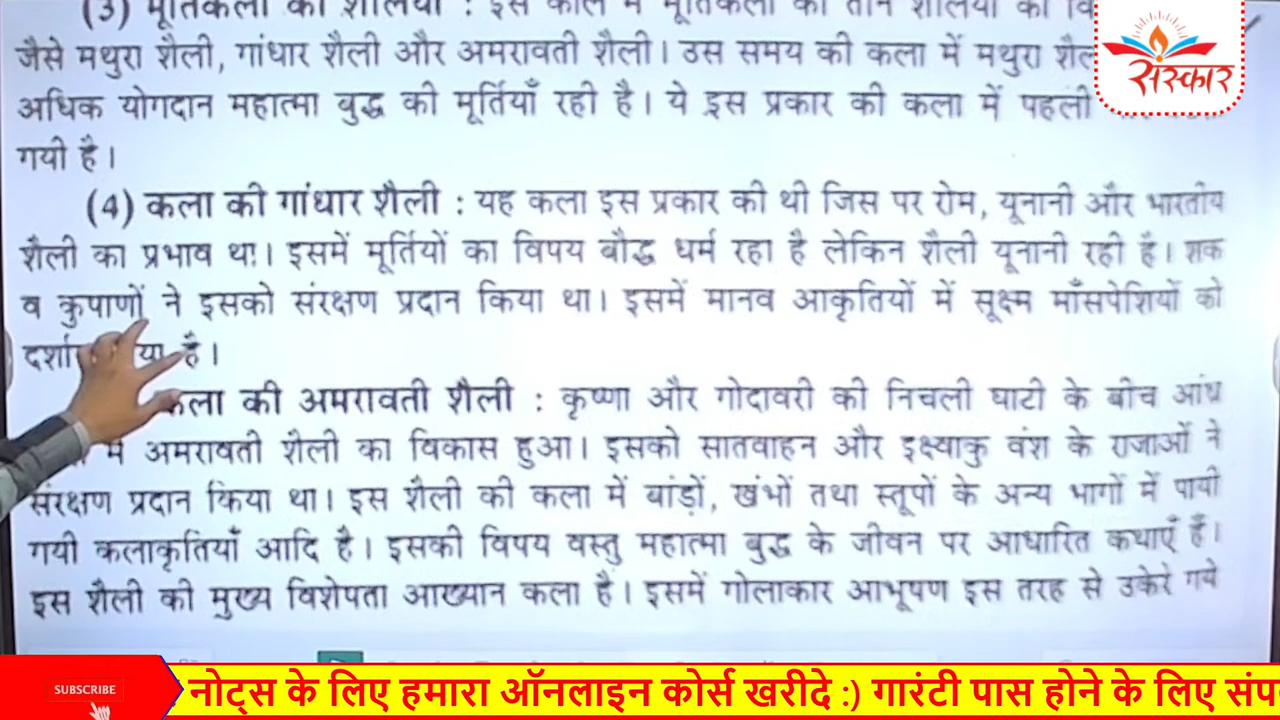 (3) मूर्तिकला की शैलियाँ : इस काल में मूर्तिकला की तीन शैलियों का
जैसे मथुरा शैली, गांधार शैली और अमरावती शैली। उस समय की कला में मथुरा
अधिक योगदान महात्मा बुद्ध की मूर्तियाँ रही है। ये इस प्रकार की कला में पहली
गयी है।
(4) कला की गांधार शैली : यह कला इस प्रकार की थी जिस पर रोम, यूनानी और भारतीय
शैली का प्रभाव था। इसमें मूर्तियों का विषय बौद्ध धर्म रहा है लेकिन शैली यूनानी रही है। शक
व कुषाणों ने इसको संरक्षण प्रदान किया था। इसमें मानव आकृतियों में सूक्ष्म माँसपेशियों को
है।
कला की अमरावती शैली : कृष्णा और गोदावरी की निचली घाटी के बीच आंध्र
में अमरावती शैली का विकास हुआ। इसको सातवाहन और इक्ष्वाकु वंश के राजाओं ने
संरक्षण प्रदान किया था। इस शैली की कला में बांड़ों, खंभों तथा स्तूपों के अन्य भागों में पायी
गयी कलाकृतियाँ आदि है। इसकी विषय वस्तु महात्मा बुद्ध के जीवन पर आधारित कथाएँ हैं।
इस शैली की मुख्य विशेषता आख्यान कला है। इसमें गोलाकार आभूषण इस तरह से उकेरे गये
संस्कार
SUBSCRIBE
नोट्स के लिए हमारा ऑनलाइन कोर्स खरीदे :) गारंटी पास होने के लिए